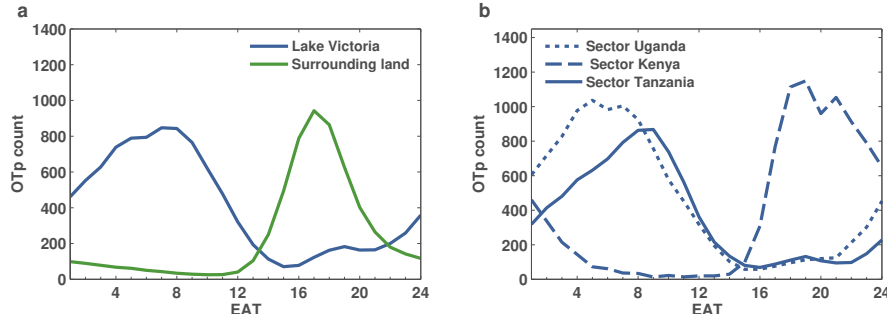 a
1400
1200
1000
800
600
400
200
0
OTp count
Lake Victoria
Surrounding land
4 8 12 16 20 24
EAT
b
1400
1200
1000
800
600
400
200
0
OTp count
Sector Uganda
Sector Kenya
Sector Tanzania
4 8 12 16 20 24
EAT